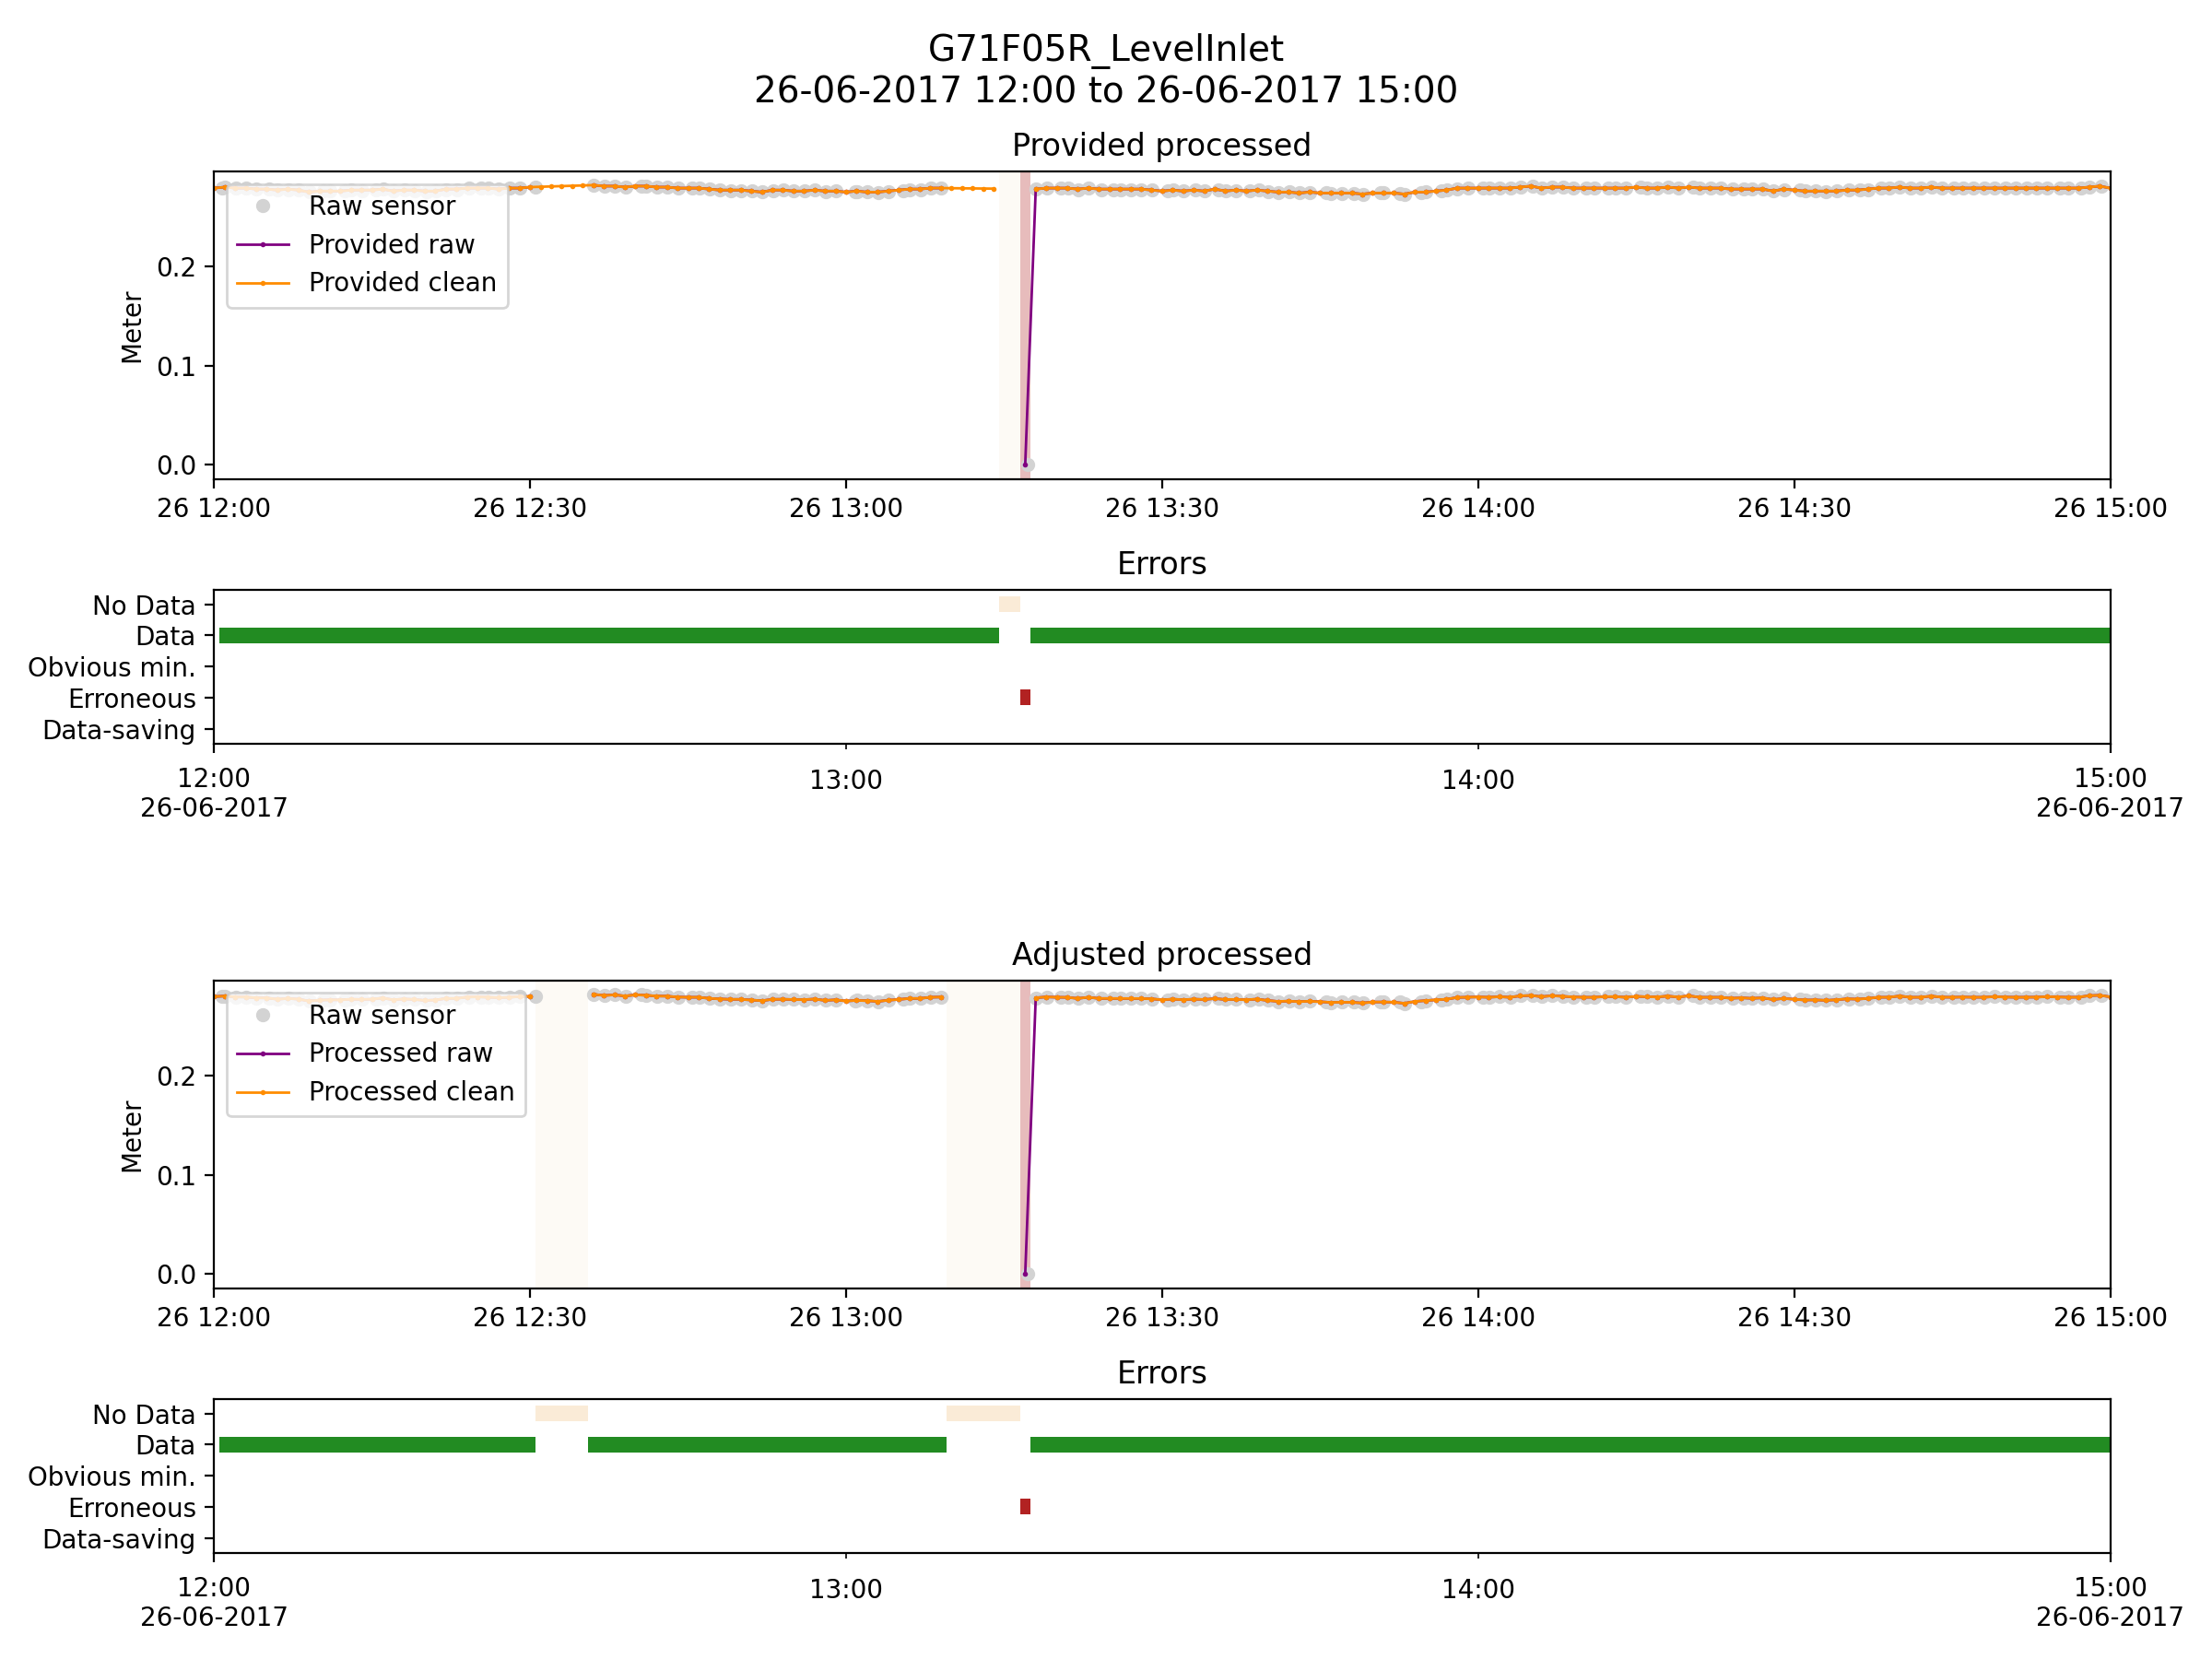 G71F05R_LevelInlet
26-06-2017 12:00 to 26-06-2017 15:00
Provided processed
Raw sensor
Provided raw
Provided clean
Meter
0.2
0.1
0.0
26 12:00 26 12:30 26 13:00 26 13:30 26 14:00 26 14:30 26 15:00
Errors
No Data
Data
Obvious min.
Erroneous
Data-saving
12:00 13:00 14:00 15:00
26-06-2017 26-06-2017
Adjusted processed
Raw sensor
Processed raw
Processed clean
Meter
0.2
0.1
0.0
26 12:00 26 12:30 26 13:00 26 13:30 26 14:00 26 14:30 26 15:00
Errors
No Data
Data
Obvious min.
Erroneous
Data-saving
12:00 13:00 14:00 15:00
26-06-2017 26-06-2017